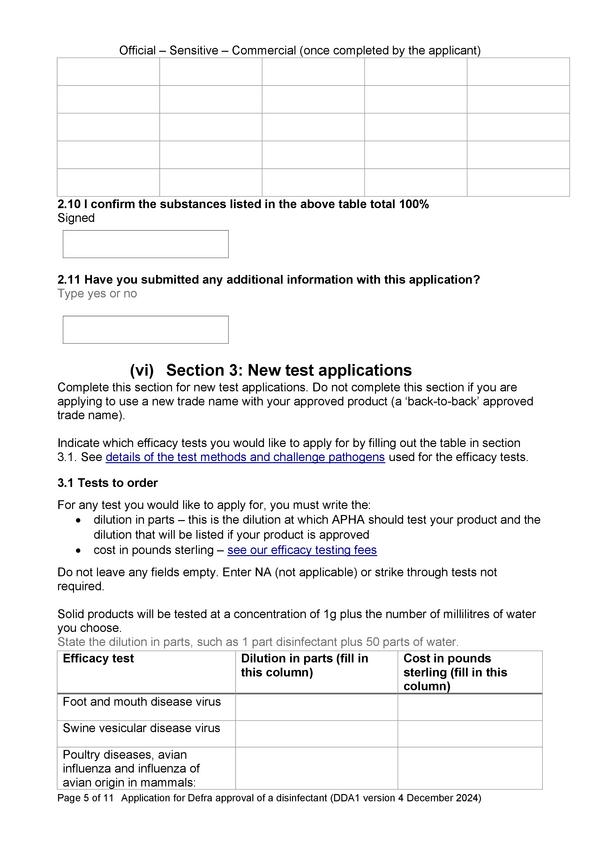 Official – Sensitive – Commercial (once completed by the applicant)
2.10 I confirm the substances listed in the above table total 100%
Signed
2.11 Have you submitted any additional information with this application?
Type yes or no
(vi) Section 3: New test applications
Complete this section for new test applications. Do not complete this section if you are
applying to use a new trade name with your approved product (a ‘back-to-back’ approved
trade name).
Indicate which efficacy tests you would like to apply for by filling out the table in section
3.1. See details of the test methods and challenge pathogens used for the efficacy tests.
3.1 Tests to order
For any test you would like to apply for, you must write the:
• dilution in parts – this is the dilution at which APHA should test your product and the
dilution that will be listed if your product is approved
• cost in pounds sterling – see our efficacy testing fees
Do not leave any fields empty. Enter NA (not applicable) or strike through tests not
required.
Solid products will be tested at a concentration of 1g plus the number of millilitres of water
you choose.
State the dilution in parts, such as 1 part disinfectant plus 50 parts of water.
Efficacy test
Dilution in parts (fill in
this column)
Cost in pounds
sterling (fill in this
column)
Foot and mouth disease virus
Swine vesicular disease virus
Poultry diseases, avian
influenza and influenza of
avian origin in mammals:
Page 5 of 11 Application for Defra approval of a disinfectant (DDA1 version 4 December 2024)